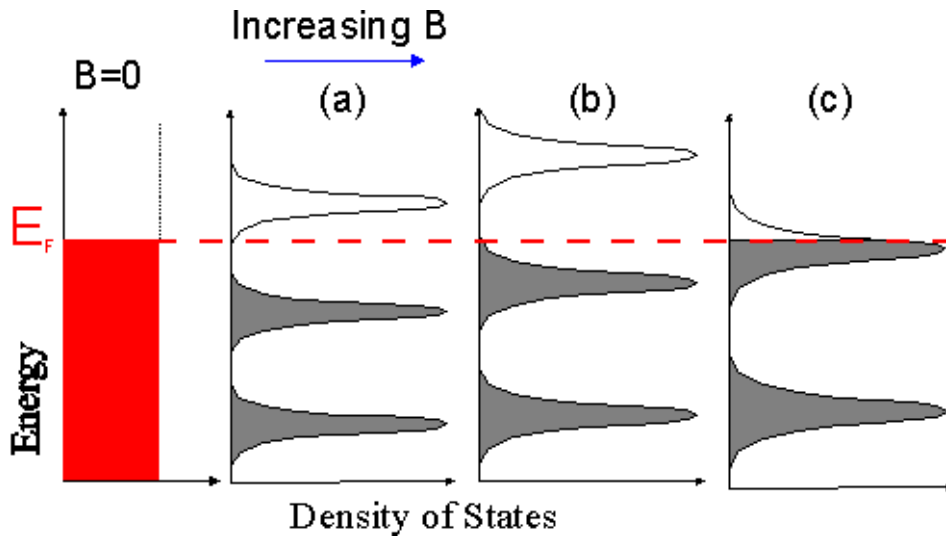 Increasing B
B=0
(a)
(b)
(c)
EF
Energy
Density of States